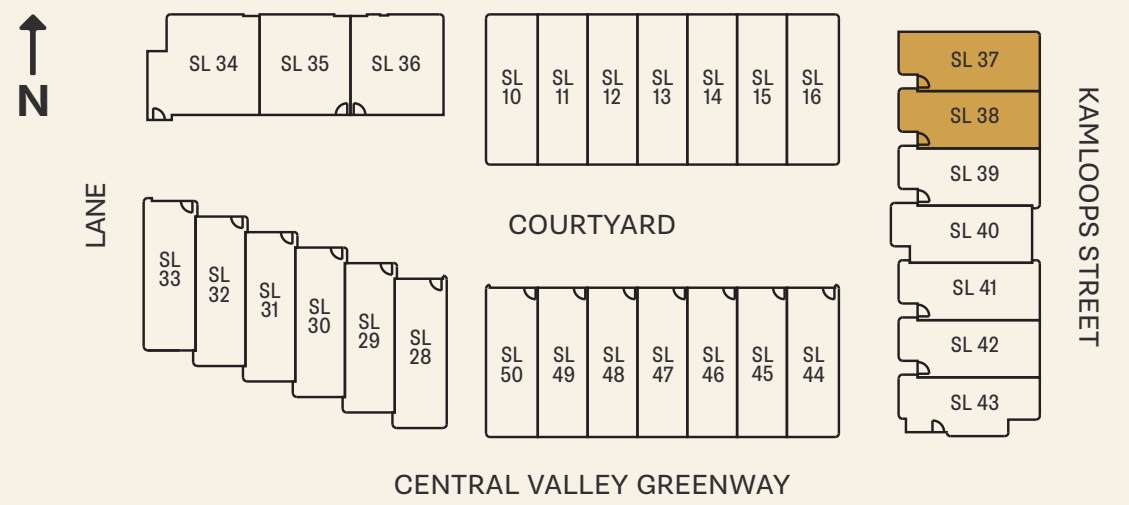 N
SL 34
SL 35
SL 36
SL
10
SL
11
SL
12
SL
13
SL
14
SL
15
SL
16
SL 37
SL 38
SL 39
SL 40
SL 41
SL 42
SL 43
KAMLOOPS STREET
LANE
COURTYARD
SL
33
SL
32
SL
31
SL
30
SL
29
SL
28
SL
50
SL
49
SL
48
SL
47
SL
46
SL
45
SL
44
CENTRAL VALLEY GREENWAY